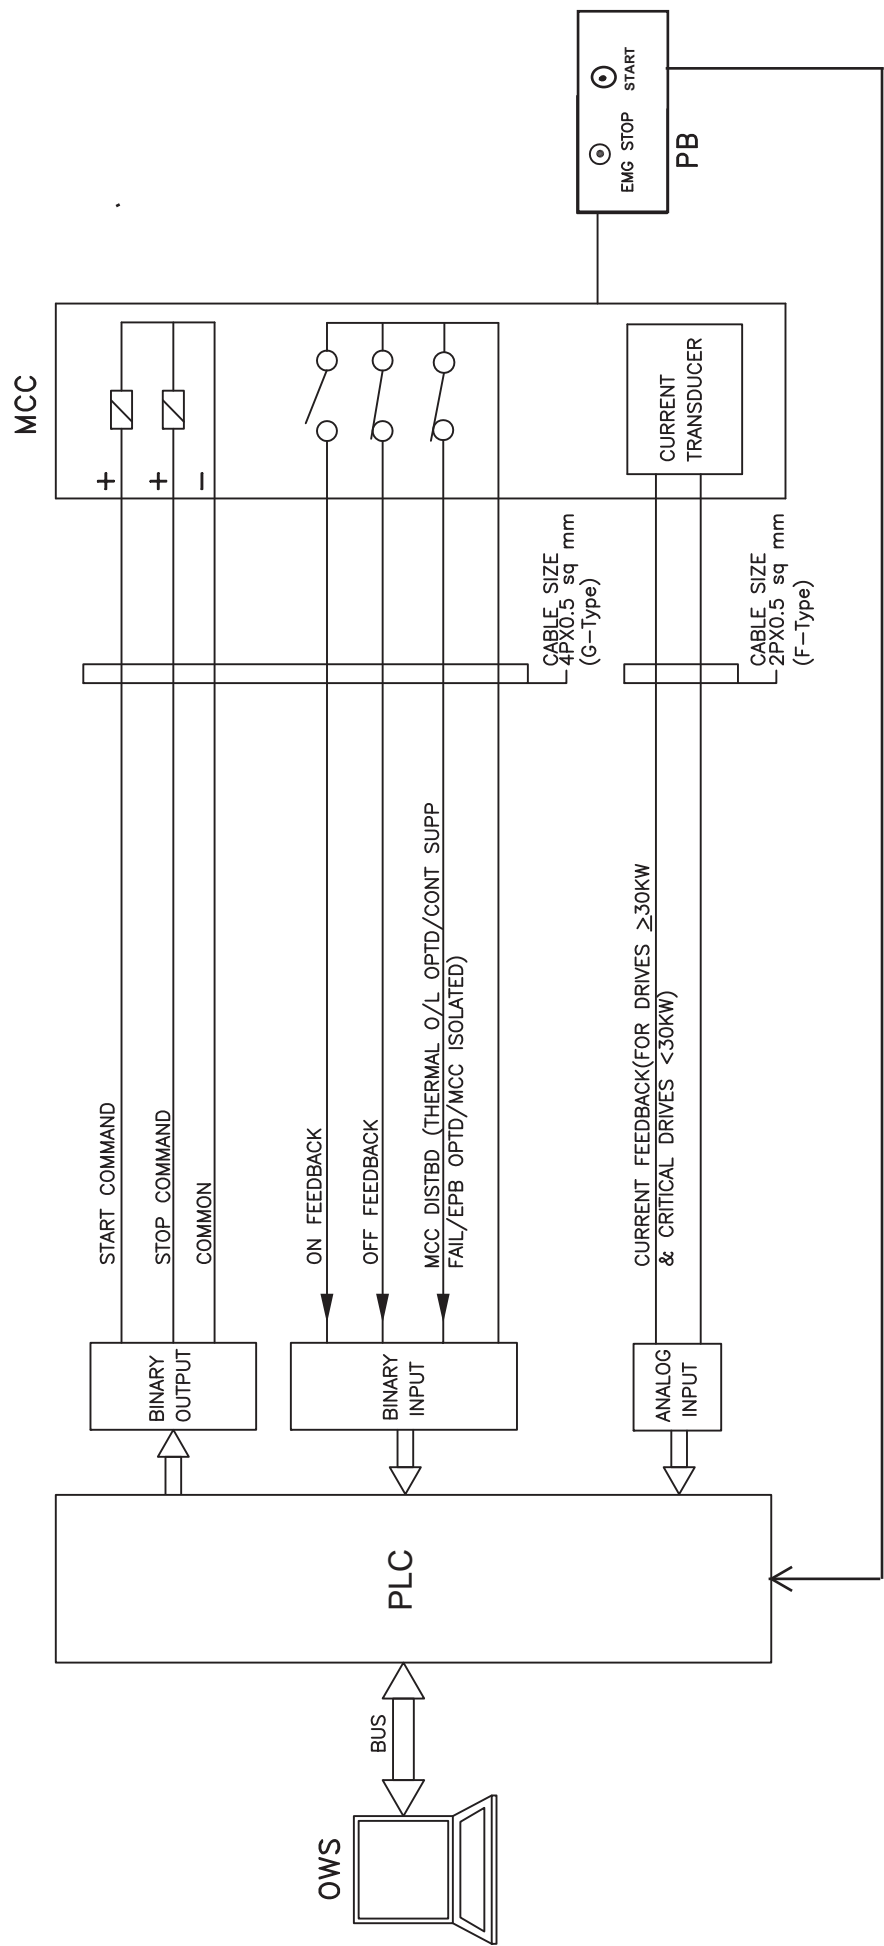 OWS
BUS
PLC
BINARY
OUTPUT
BINARY
INPUT
ANALOG
INPUT
START COMMAND
STOP COMMAND
COMMON
ON FEEDBACK
OFF FEEDBACK
MCC DISTBD (THERMAL O/L OPTD/CONT SUPP
FAIL/EPB OPTD/MCC ISOLATED)
CURRENT FEEDBACK(FOR DRIVES ≥30KW
& CRITICAL DRIVES <30KW)
CABLE SIZE
4PX0.5 sq mm
(G-Type)
CABLE SIZE
2PX0.5 sq mm
(F-Type)
MCC
+
+
−
CURRENT
TRANSDUCER
EMG STOP
START
PB